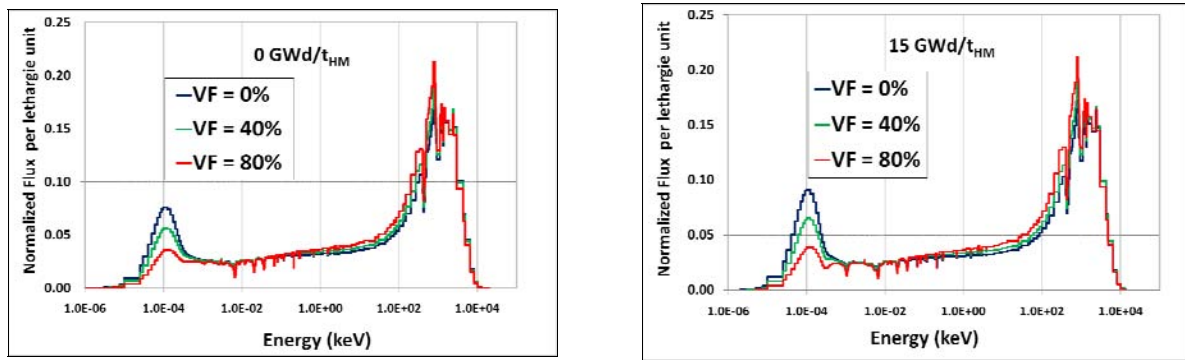 0.25
0.20
0.15
0.10
0.05
0.00
Normalized Flux per lethargie unit
0 GWd/tHM
VF = 0%
VF = 40%
VF = 80%
1.0E-06 1.0E-04 1.0E-02 1.0E+00 1.0E+02 1.0E+04
Energy (keV)
0.25
0.20
0.15
0.10
0.05
0.00
Normalized Flux per lethargie unit
15 GWd/tHM
VF = 0%
VF = 40%
VF = 80%
1.0E-06 1.0E-04 1.0E-02 1.0E+00 1.0E+02 1.0E+04
Energy (keV)